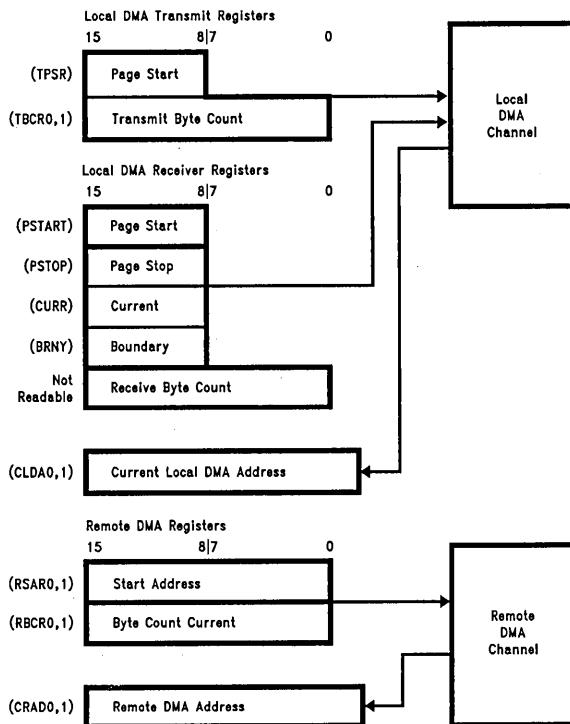 Local DMA Transmit Registers
15 8|7 0
(TPSR) Page Start
(TBCR0,1) Transmit Byte Count
Local
DMA
Channel
Local DMA Receiver Registers
15 8|7 0
(PSTART) Page Start
(PSTOP) Page Stop
(CURR) Current
(BRNY) Boundary
Not
Readable
Receive Byte Count
(CLDA0,1) Current Local DMA Address
Remote DMA Registers
15 8|7 0
(RSAR0,1) Start Address
(RBCR0,1) Byte Count Current
Remote
DMA
Channel
(CRAD0,1) Remote DMA Address